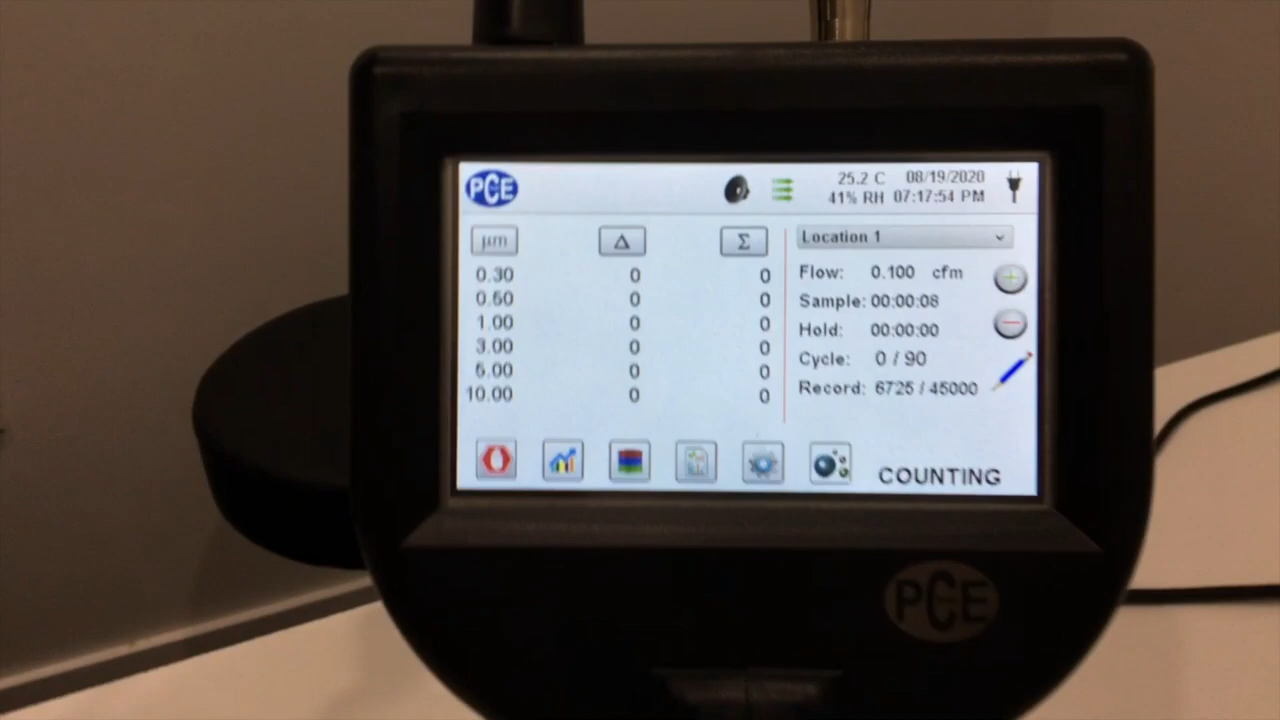 PCE
25.2 C 08/19/2020
41% RH 07:17:54 PM
µm Δ Σ
Location 1
0.30 0 0
0.50 0 0
1.00 0 0
3.00 0 0
5.00 0 0
10.00 0 0
Flow: 0.100 cfm
Sample: 00:00:08
Hold: 00:00:00
Cycle: 0 / 90
Record: 6725 / 45000
COUNTING
PCE